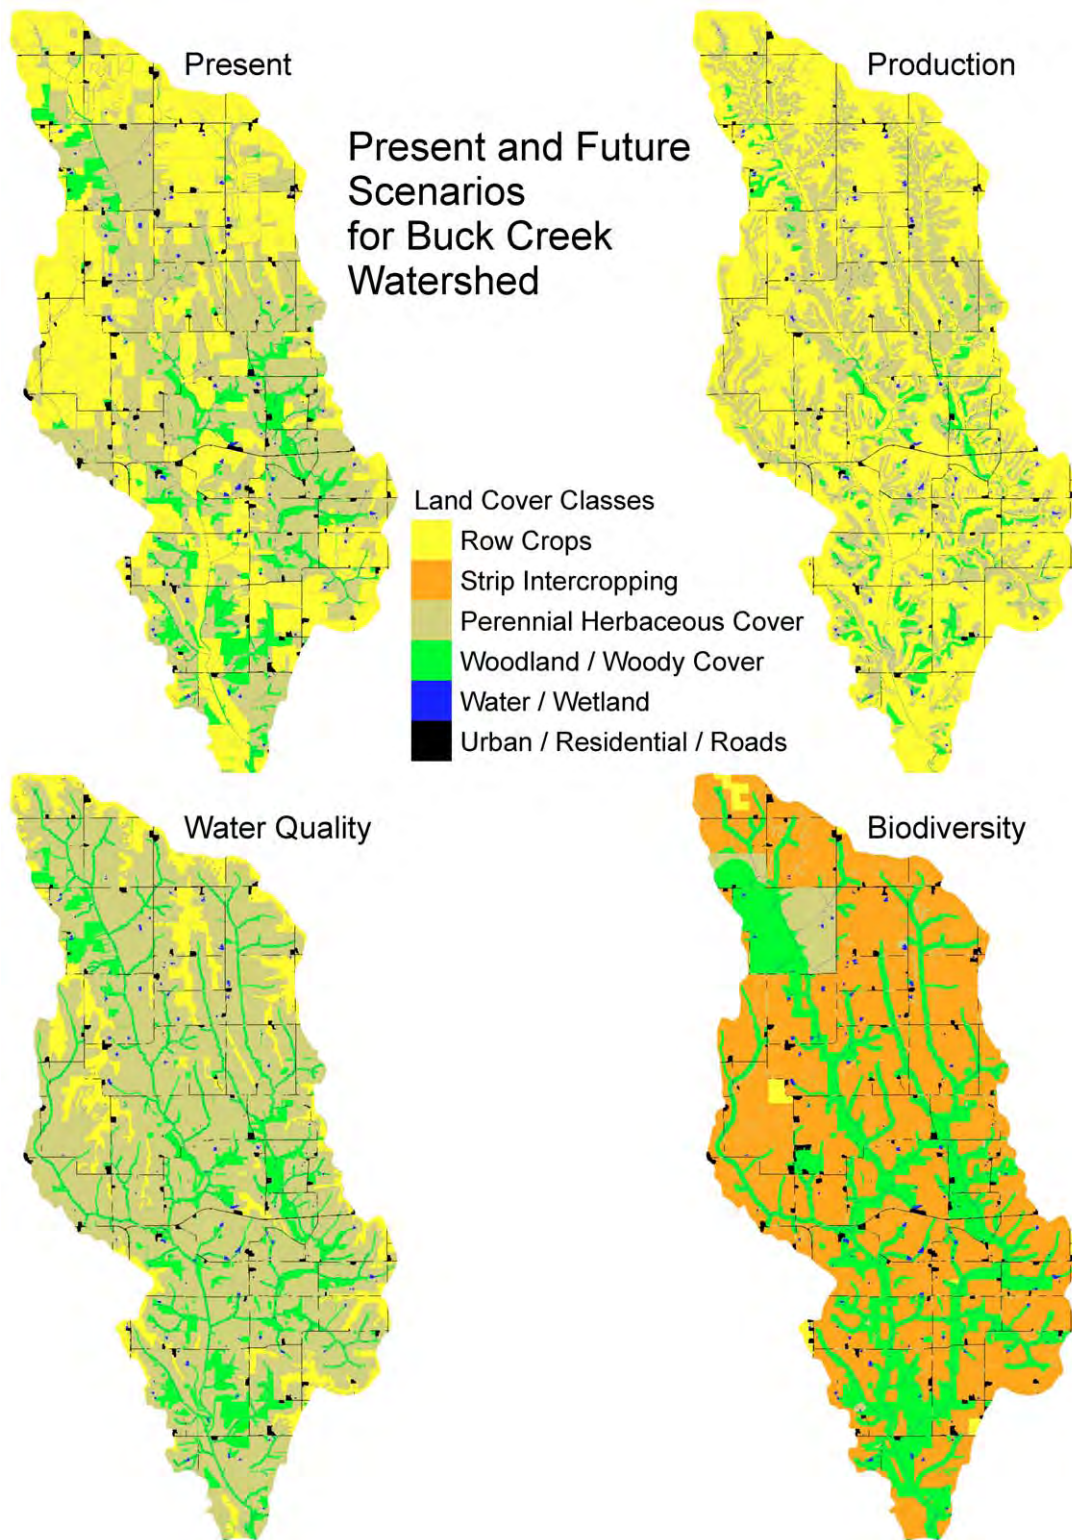 Present
Production
Present and Future
Scenarios
for Buck Creek
Watershed
Land Cover Classes
Row Crops
Strip Intercropping
Perennial Herbaceous Cover
Woodland / Woody Cover
Water / Wetland
Urban / Residential / Roads
Water Quality
Biodiversity